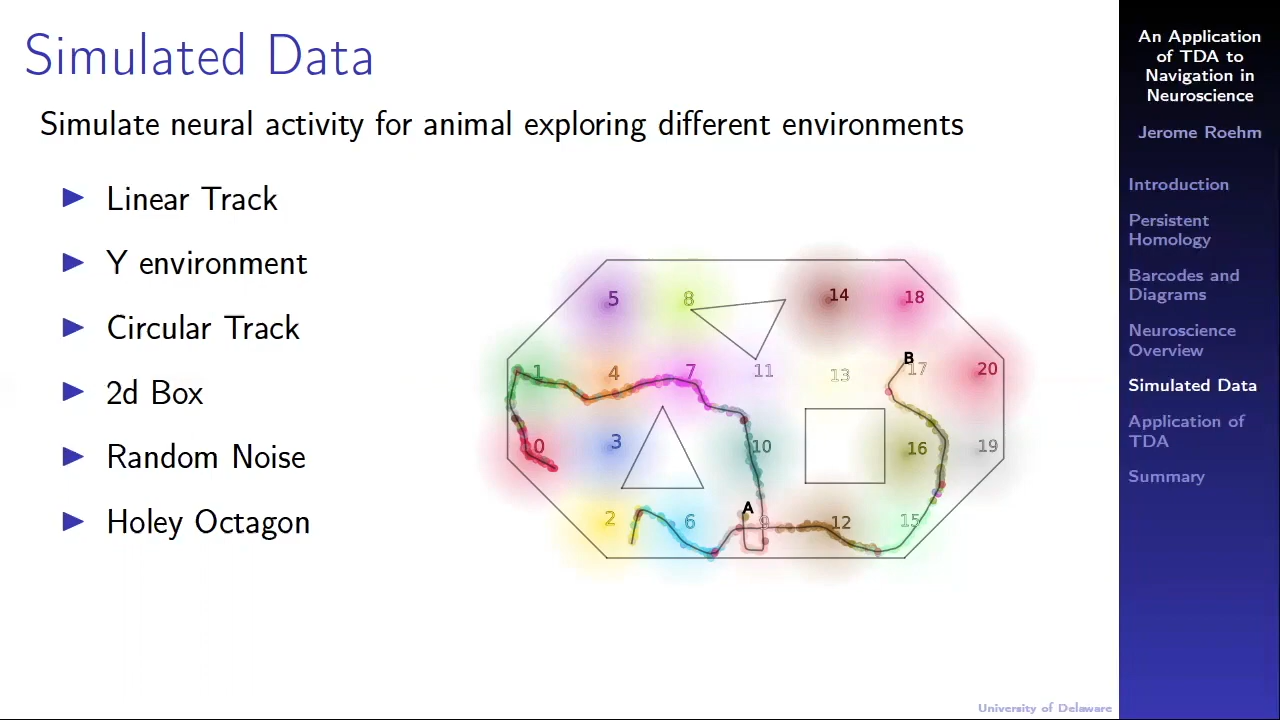 Simulated Data
Simulate neural activity for animal exploring different environments
Linear Track
Y environment
Circular Track
2d Box
Random Noise
Holey Octagon
5
8
14
18
1
4
7
11
13
B
17
20
0
3
10
16
19
2
6
A
9
12
15
An Application
of TDA to
Navigation in
Neuroscience
Jerome Roehm
Introduction
Persistent
Homology
Barcodes and
Diagrams
Neuroscience
Overview
Simulated Data
Application of
TDA
Summary
University of Delaware